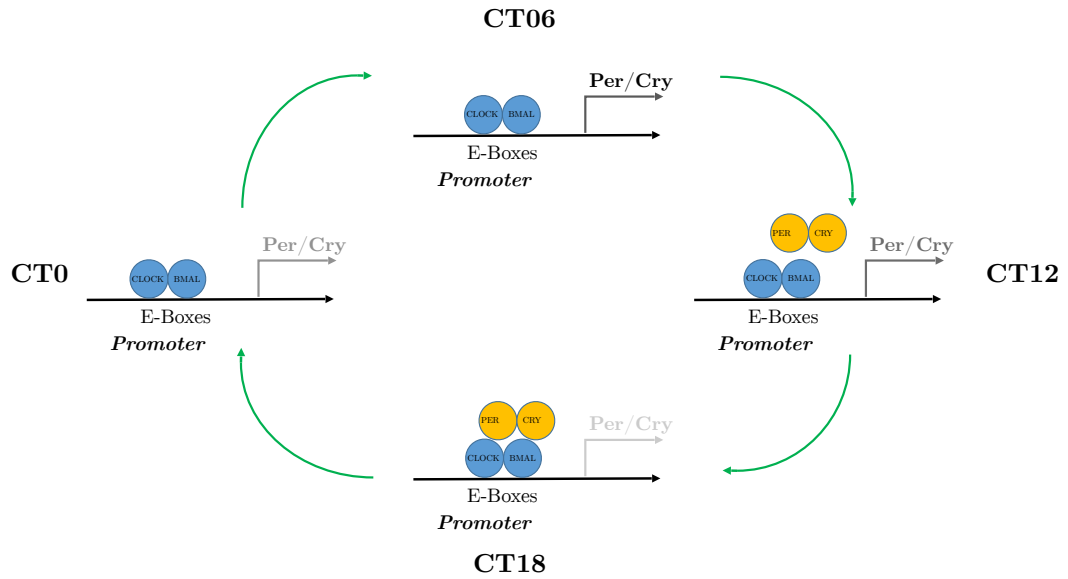 CT06
Per/Cry
CLOCK BMAL
E-Boxes
Promoter
CT0
Per/Cry
CLOCK BMAL
E-Boxes
Promoter
PER CRY
Per/Cry
CLOCK BMAL
E-Boxes
Promoter
CT12
PER CRY
Per/Cry
CLOCK BMAL
E-Boxes
Promoter
CT18